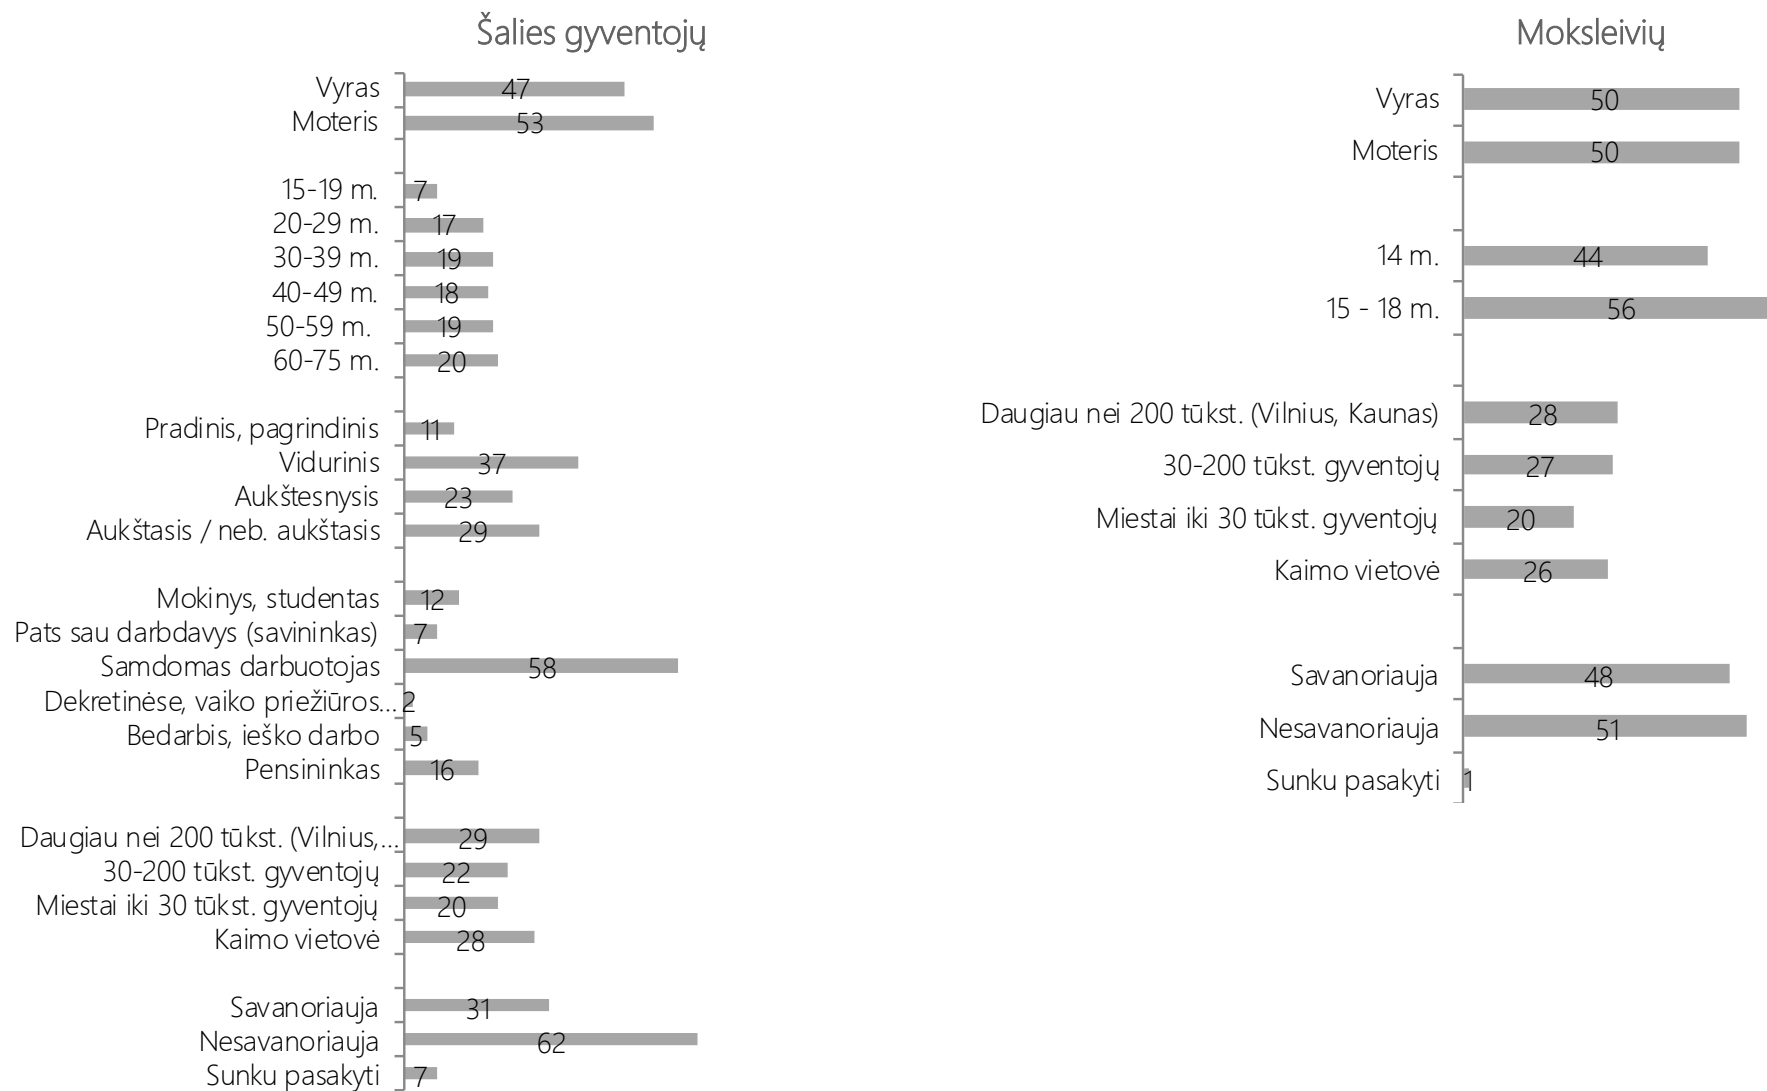 Šalies gyventojų
Vyras 47
Moteris 53
15-19 m. 7
20-29 m. 17
30-39 m. 19
40-49 m. 18
50-59 m. 19
60-75 m. 20
Pradinis, pagrindinis 11
Vidurinis 37
Aukštesnysis 23
Aukštasis / neb. aukštasis 29
Mokinys, studentas 12
Pats sau darbdavys (savininkas) 7
Samdomas darbuotojas 58
Dekretinėse, vaiko priežiūros... 2
Bedarbis, ieško darbo 5
Pensininkas 16
Daugiau nei 200 tūkst. (Vilnius,... 29
30-200 tūkst. gyventojų 22
Miestai iki 30 tūkst. gyventojų 20
Kaimo vietovė 28
Savanoriauja 31
Nesavanoriauja 62
Sunku pasakyti 7
Moksleivių
Vyras 50
Moteris 50
14 m. 44
15 - 18 m. 56
Daugiau nei 200 tūkst. (Vilnius, Kaunas) 28
30-200 tūkst. gyventojų 27
Miestai iki 30 tūkst. gyventojų 20
Kaimo vietovė 26
Savanoriauja 48
Nesavanoriauja 51
Sunku pasakyti 1